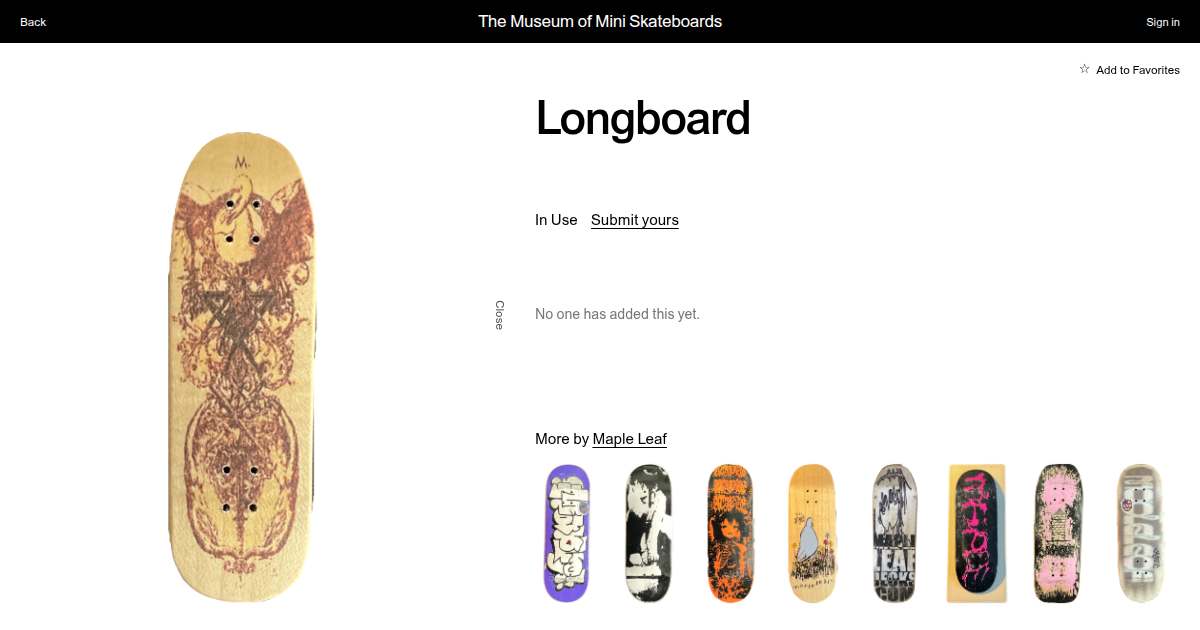 Back
The Museum of Mini Skateboards
Sign in
☆ Add to Favorites
Longboard
In Use Submit yours
Close
No one has added this yet.
M.
More by Maple Leaf
LEAF